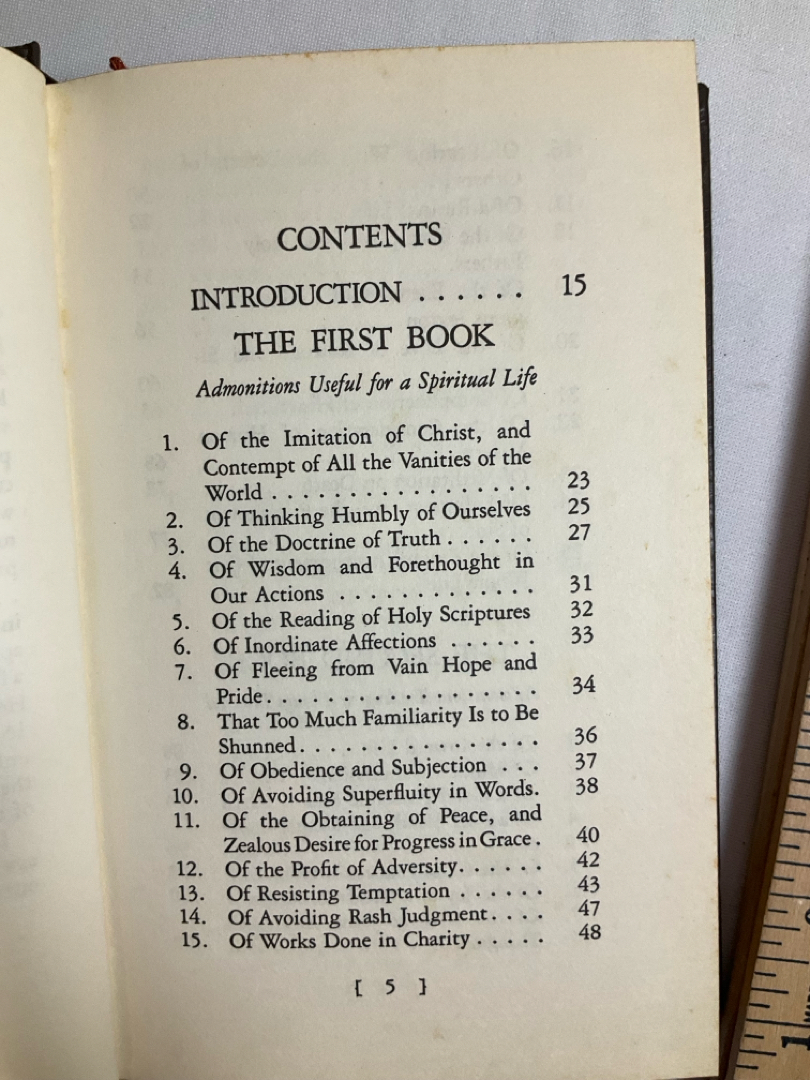 CONTENTS
INTRODUCTION . . . . . . 15
THE FIRST BOOK
Admonitions Useful for a Spiritual Life
1. Of the Imitation of Christ, and
Contempt of All the Vanities of the
World . . . . . . . . . . . . . . . . . 23
2. Of Thinking Humbly of Ourselves 25
3. Of the Doctrine of Truth . . . . . . 27
4. Of Wisdom and Forethought in
Our Actions . . . . . . . . . . . . . 31
5. Of the Reading of Holy Scriptures 32
6. Of Inordinate Affections . . . . . . 33
7. Of Fleeing from Vain Hope and
Pride . . . . . . . . . . . . . . . . . . 34
8. That Too Much Familiarity Is to Be
Shunned . . . . . . . . . . . . . . . . 36
9. Of Obedience and Subjection . . . 37
10. Of Avoiding Superfluity in Words. 38
11. Of the Obtaining of Peace, and
Zealous Desire for Progress in Grace . 40
12. Of the Profit of Adversity. . . . . . 42
13. Of Resisting Temptation . . . . . . 43
14. Of Avoiding Rash Judgment. . . . 47
15. Of Works Done in Charity . . . . . 48
[ 5 ]
1